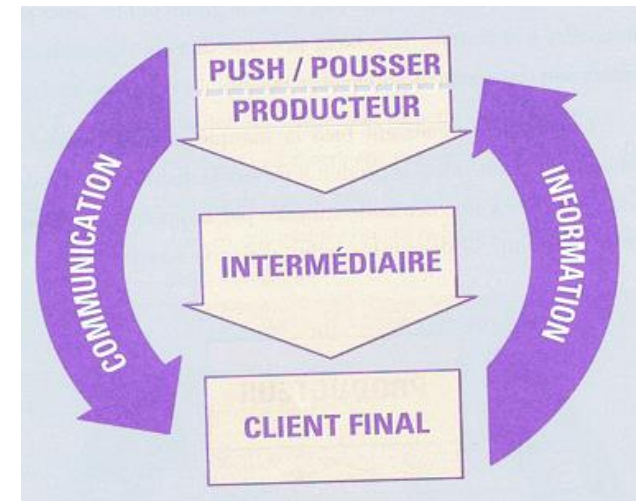 PUSH / POUSSER
PRODUCTEUR
COMMUNICATION
INFORMATION
INTERMÉDIAIRE
CLIENT FINAL